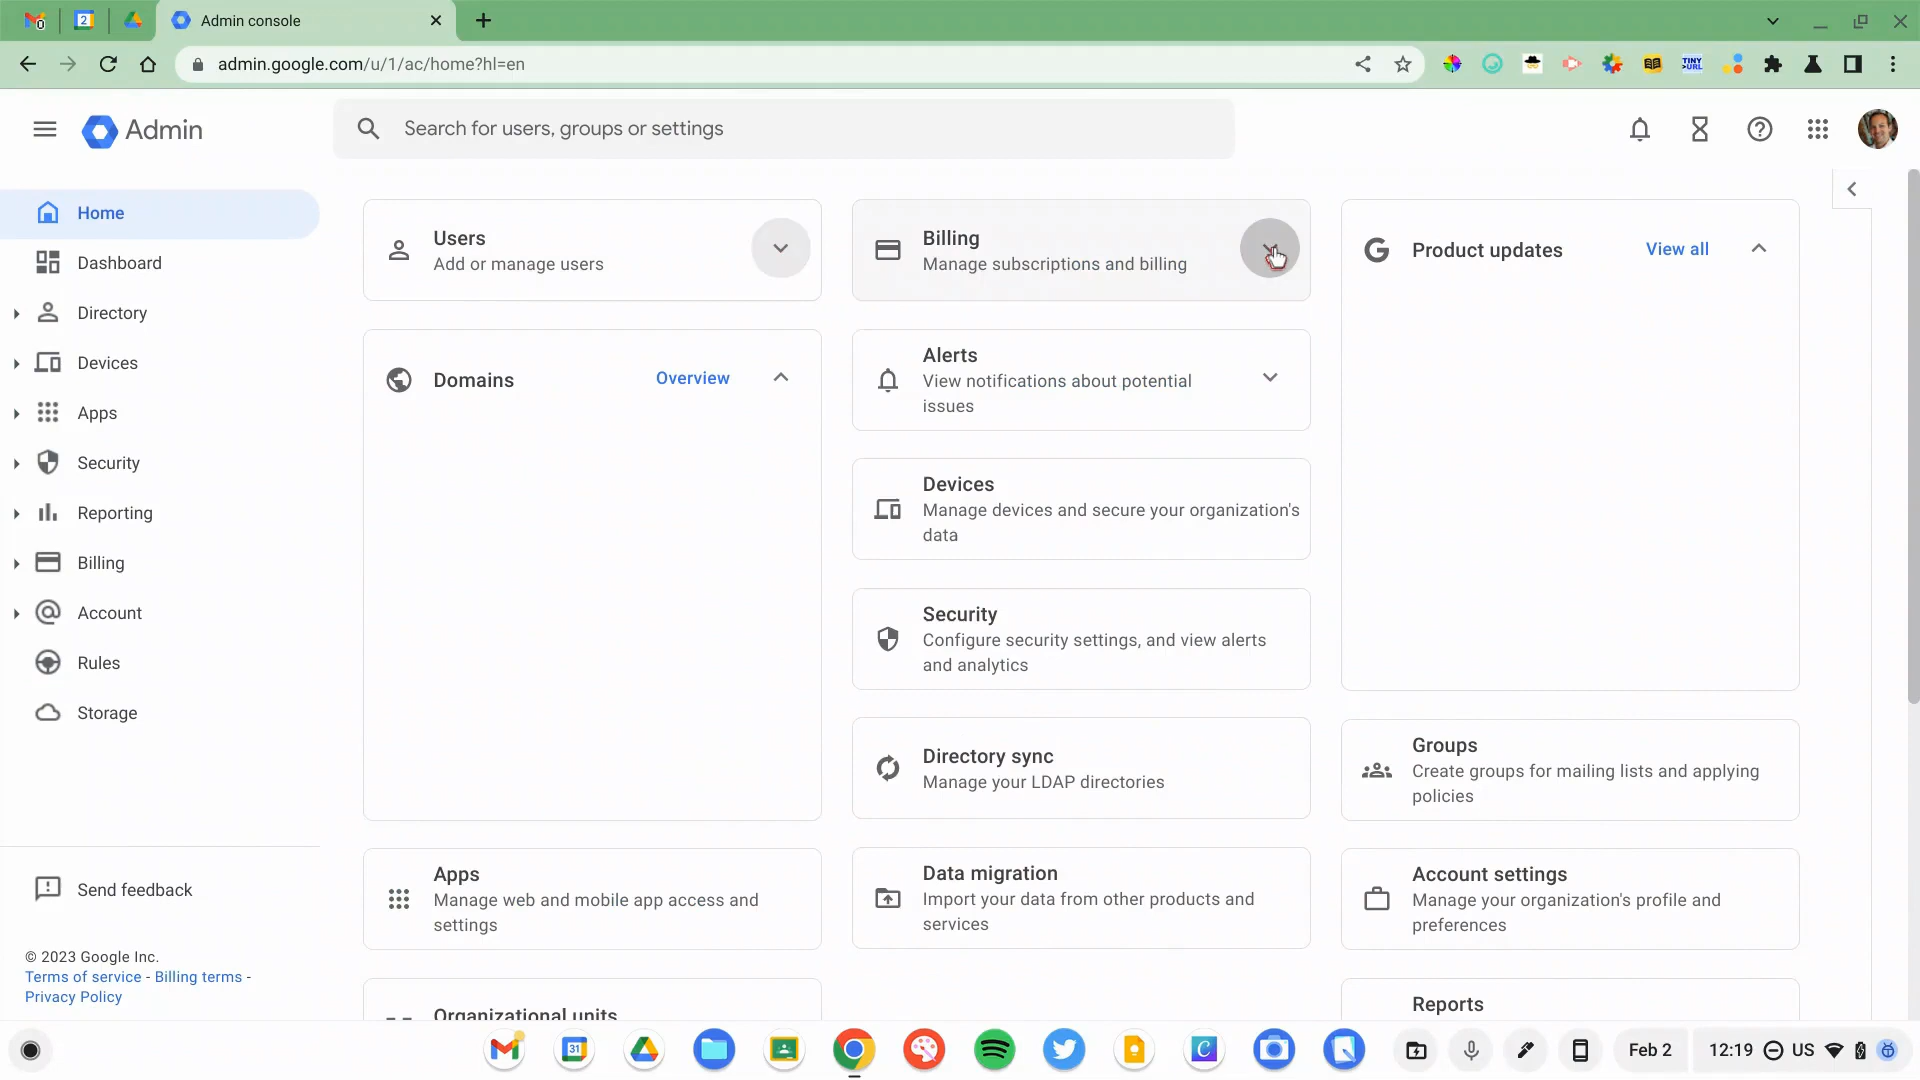 0
2
Admin console
admin.google.com/u/1/ac/home?hl=en
TINY
>URL
Admin
Search for users, groups or settings
Home
Dashboard
Directory
Devices
Apps
Security
Reporting
Billing
Account
Rules
Storage
Send feedback
© 2023 Google Inc.
Terms of service - Billing terms -
Privacy Policy
Users
Add or manage users
Domains
Overview
Apps
Manage web and mobile app access and
settings
Organizational units
Billing
Manage subscriptions and billing
Alerts
View notifications about potential
issues
Devices
Manage devices and secure your organization's
data
Security
Configure security settings, and view alerts
and analytics
Directory sync
Manage your LDAP directories
Data migration
Import your data from other products and
services
Product updates
View all
Groups
Create groups for mailing lists and applying
policies
Account settings
Manage your organization's profile and
preferences
Reports
31
C
Feb 2
12:19
US